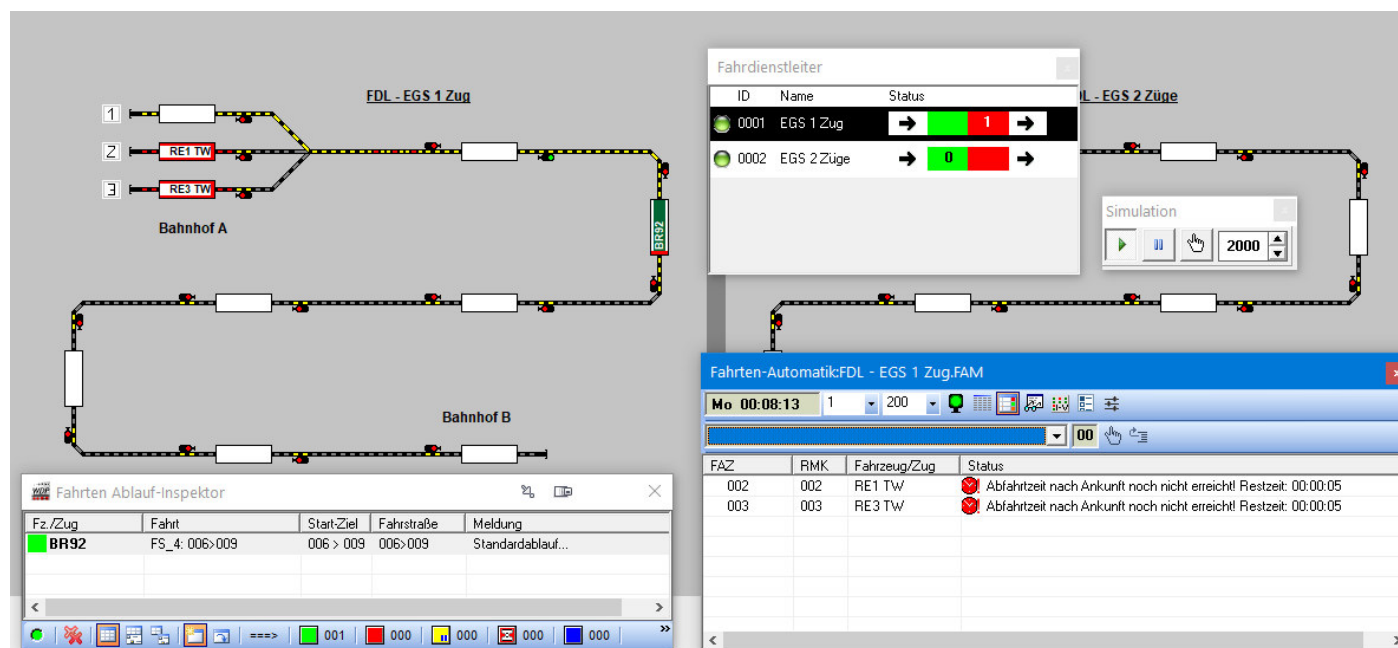 FDL - EGS 1 Zug
1
2
RE1 TW
3
RE3 TW
Bahnhof A
BR92
Bahnhof B
Fahrdienstleiter
ID Name Status
0001 EGS 1 Zug 1
0002 EGS 2 Züge 0
DL - EGS 2 Züge
Simulation
2000
Fahrten-Automatik:FDL - EGS 1 Zug.FAM
Mo 00:08:13 1 200
00
FAZ RMK Fahrzeug/Zug Status
002 002 RE1 TW Abfahrtzeit nach Ankunft noch nicht erreicht! Restzeit: 00:00:05
003 003 RE3 TW Abfahrtzeit nach Ankunft noch nicht erreicht! Restzeit: 00:00:05
Fahrten Ablauf-Inspektor
Fz./Zug Fahrt Start-Ziel Fahrstraße Meldung
BR92 FS_4: 006>009 006 > 009 006>009 Standardablauf...
===> 001 000 000 000 000 »